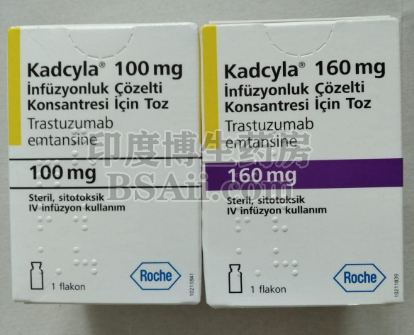 Kadcyla® 100 mg
İnfüzyonluk Çözelti
Konsantresi İçin Toz
Trastuzumab
emtansine
100 mg
Steril, sitotoksik
IV infüzyon kullanım
1 flakon
Roche
Kadcyla® 160 mg
İnfüzyonluk Çözelti
Konsantresi İçin Toz
Trastuzumab
emtansine
160 mg
Steril, sitotoksik
IV infüzyon kullanım
1 flakon
Roche
印度博生药房
BSAii.com